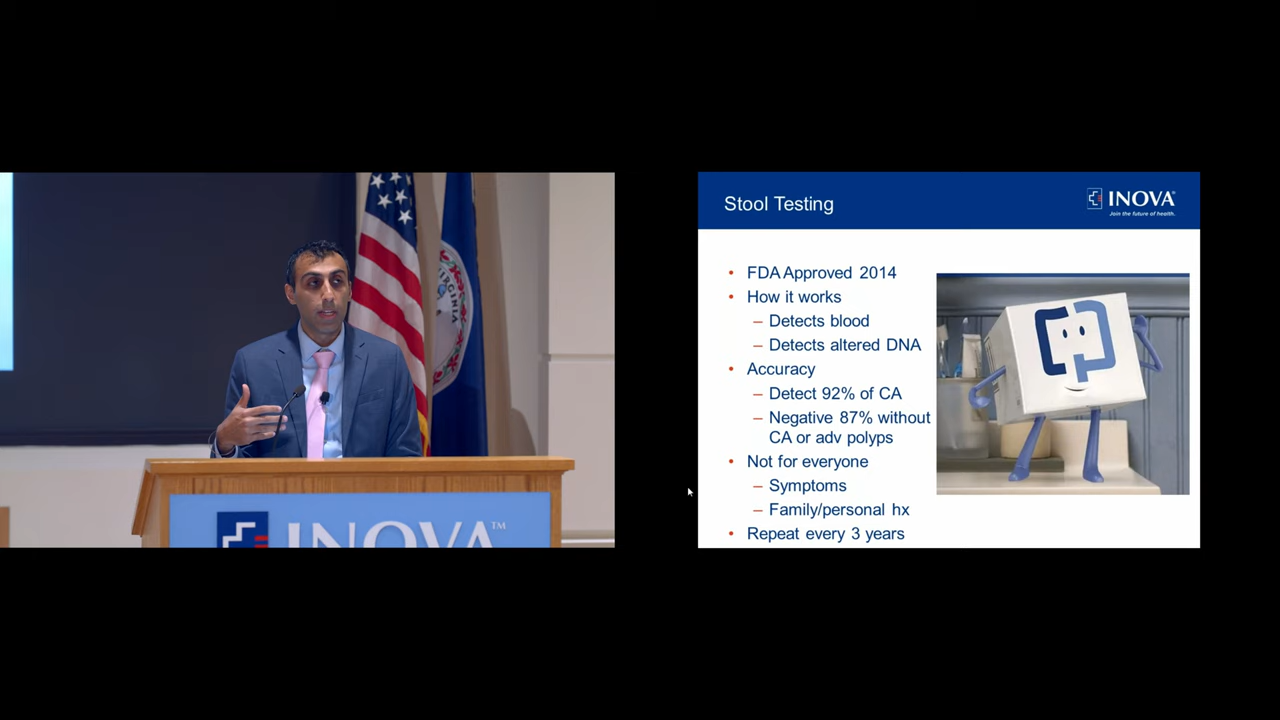 VIRGINIA
INOVA™
Stool Testing
INOVA®
Join the future of health.
• FDA Approved 2014
• How it works
– Detects blood
– Detects altered DNA
• Accuracy
– Detect 92% of CA
– Negative 87% without
CA or adv polyps
• Not for everyone
– Symptoms
– Family/personal hx
• Repeat every 3 years